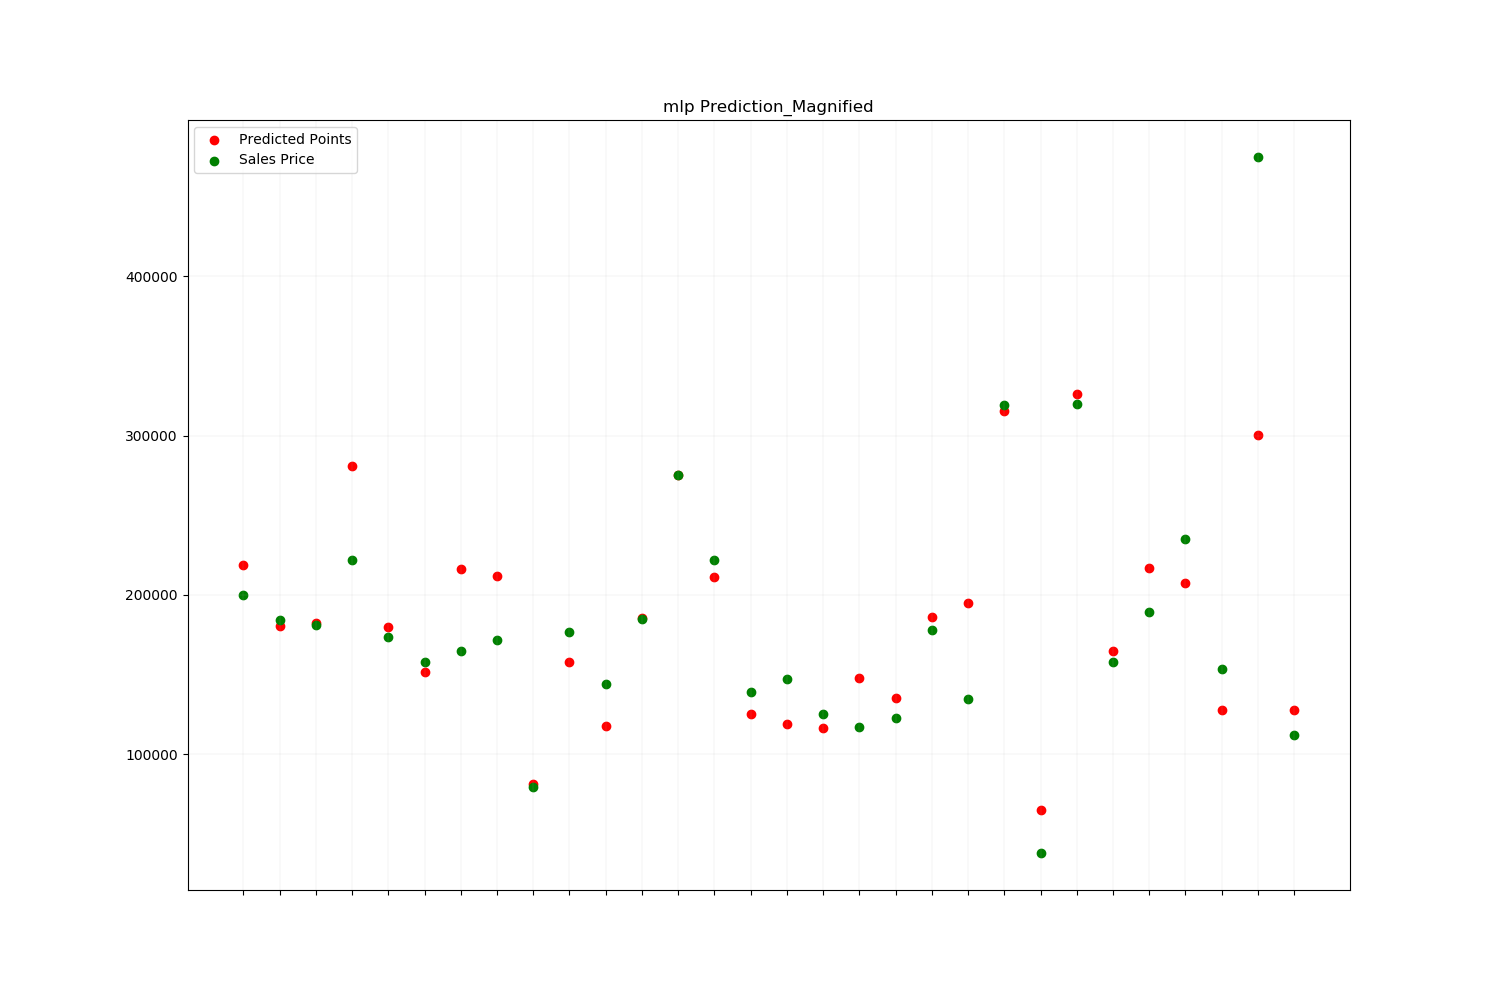 mlp Prediction_Magnified
Predicted Points
Sales Price
400000
300000
200000
100000